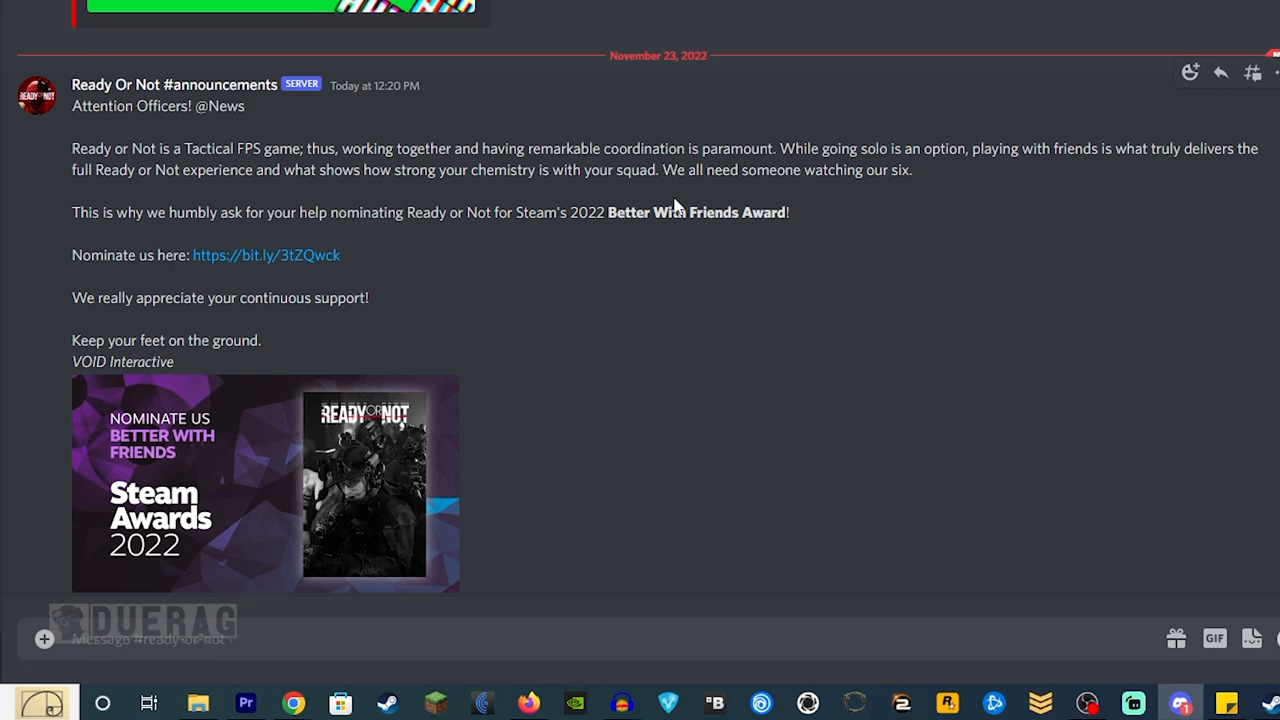 November 23, 2022
Ready Or Not #announcements SERVER Today at 12:20 PM
Attention Officers! @News
Ready or Not is a Tactical FPS game; thus, working together and having remarkable coordination is paramount. While going solo is an option, playing with friends is what truly delivers the
full Ready or Not experience and what shows how strong your chemistry is with your squad. We all need someone watching our six.
This is why we humbly ask for your help nominating Ready or Not for Steam's 2022 Better With Friends Award!
Nominate us here: https://bit.ly/3tZQwck
We really appreciate your continuous support!
Keep your feet on the ground.
VOID Interactive
NOMINATE US
BETTER WITH
FRIENDS
Steam
Awards
2022
READY OR NOT
DUERAG
Message #ready-or-not
GIF
Pr